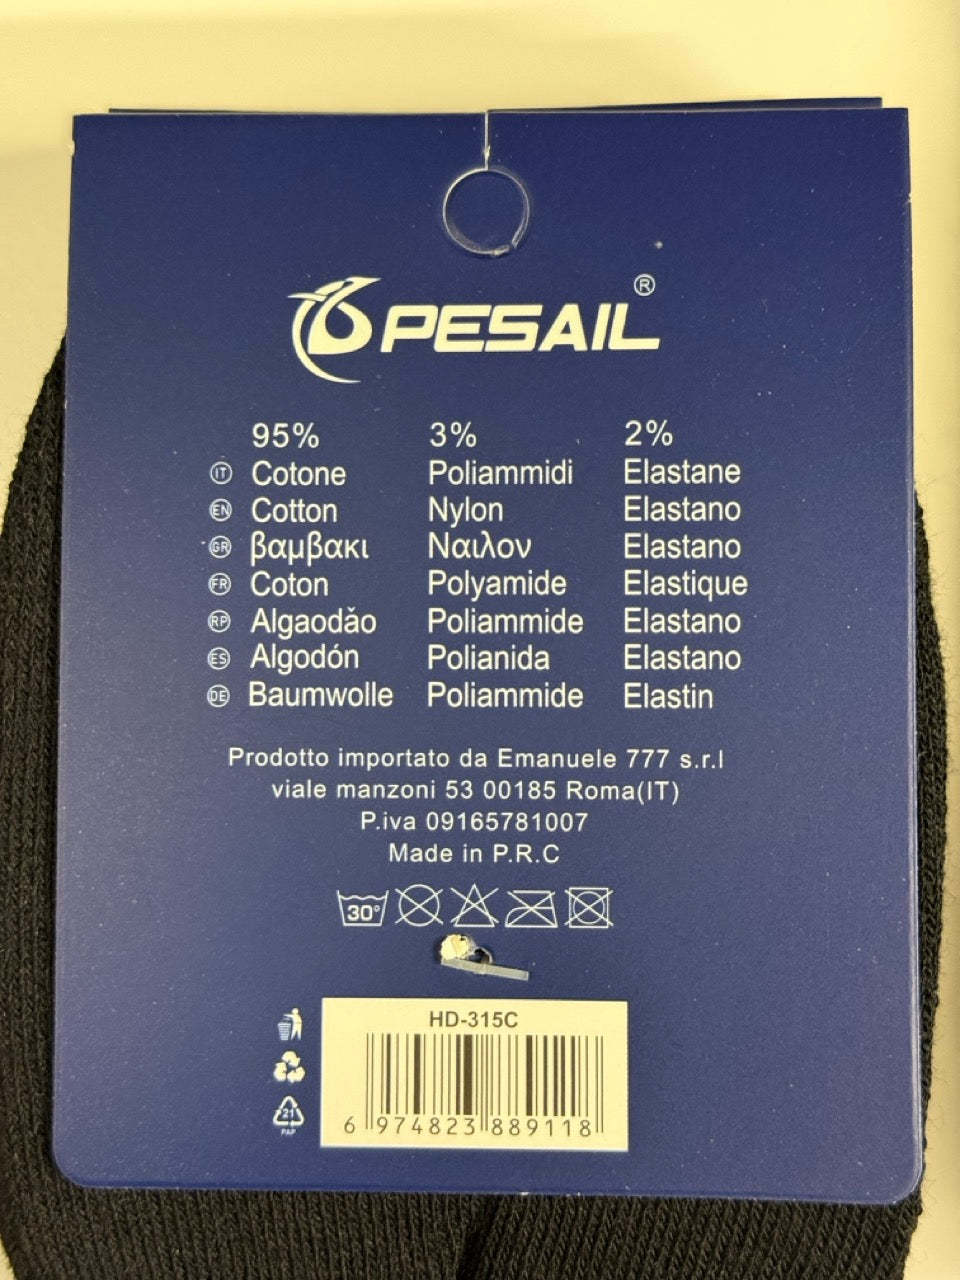 PESAIL®
95% 3% 2%
IT Cotone Poliammidi Elastane
EN Cotton Nylon Elastano
GR βαμβακι Ναιλον Elastano
FR Coton Polyamide Elastique
RP Algaodăo Poliammide Elastano
ES Algodón Polianida Elastano
DE Baumwolle Poliammide Elastin
Prodotto importato da Emanuele 777 s.r.l
viale manzoni 53 00185 Roma(IT)
P.iva 09165781007
Made in P.R.C
30°
HD-315C
6 974823 889118
21
PAP